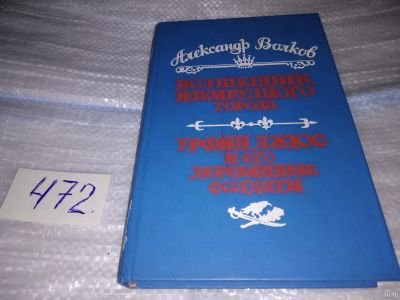 Александр Волков
ВОЛШЕБНИК
ИЗУМРУДНОГО
ГОРОДА
УРФИН ДЖЮС
И ЕГО
ДЕРЕВЯННЫЕ
СОЛДАТЫ
472.